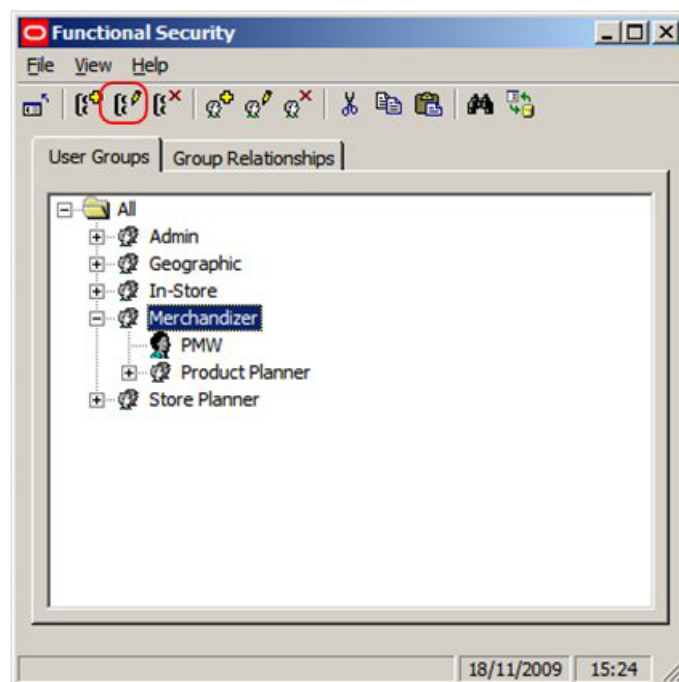 Functional Security
File View Help
User Groups Group Relationships
All
Admin
Geographic
In-Store
Merchandizer
PMW
Product Planner
Store Planner
18/11/2009 15:24